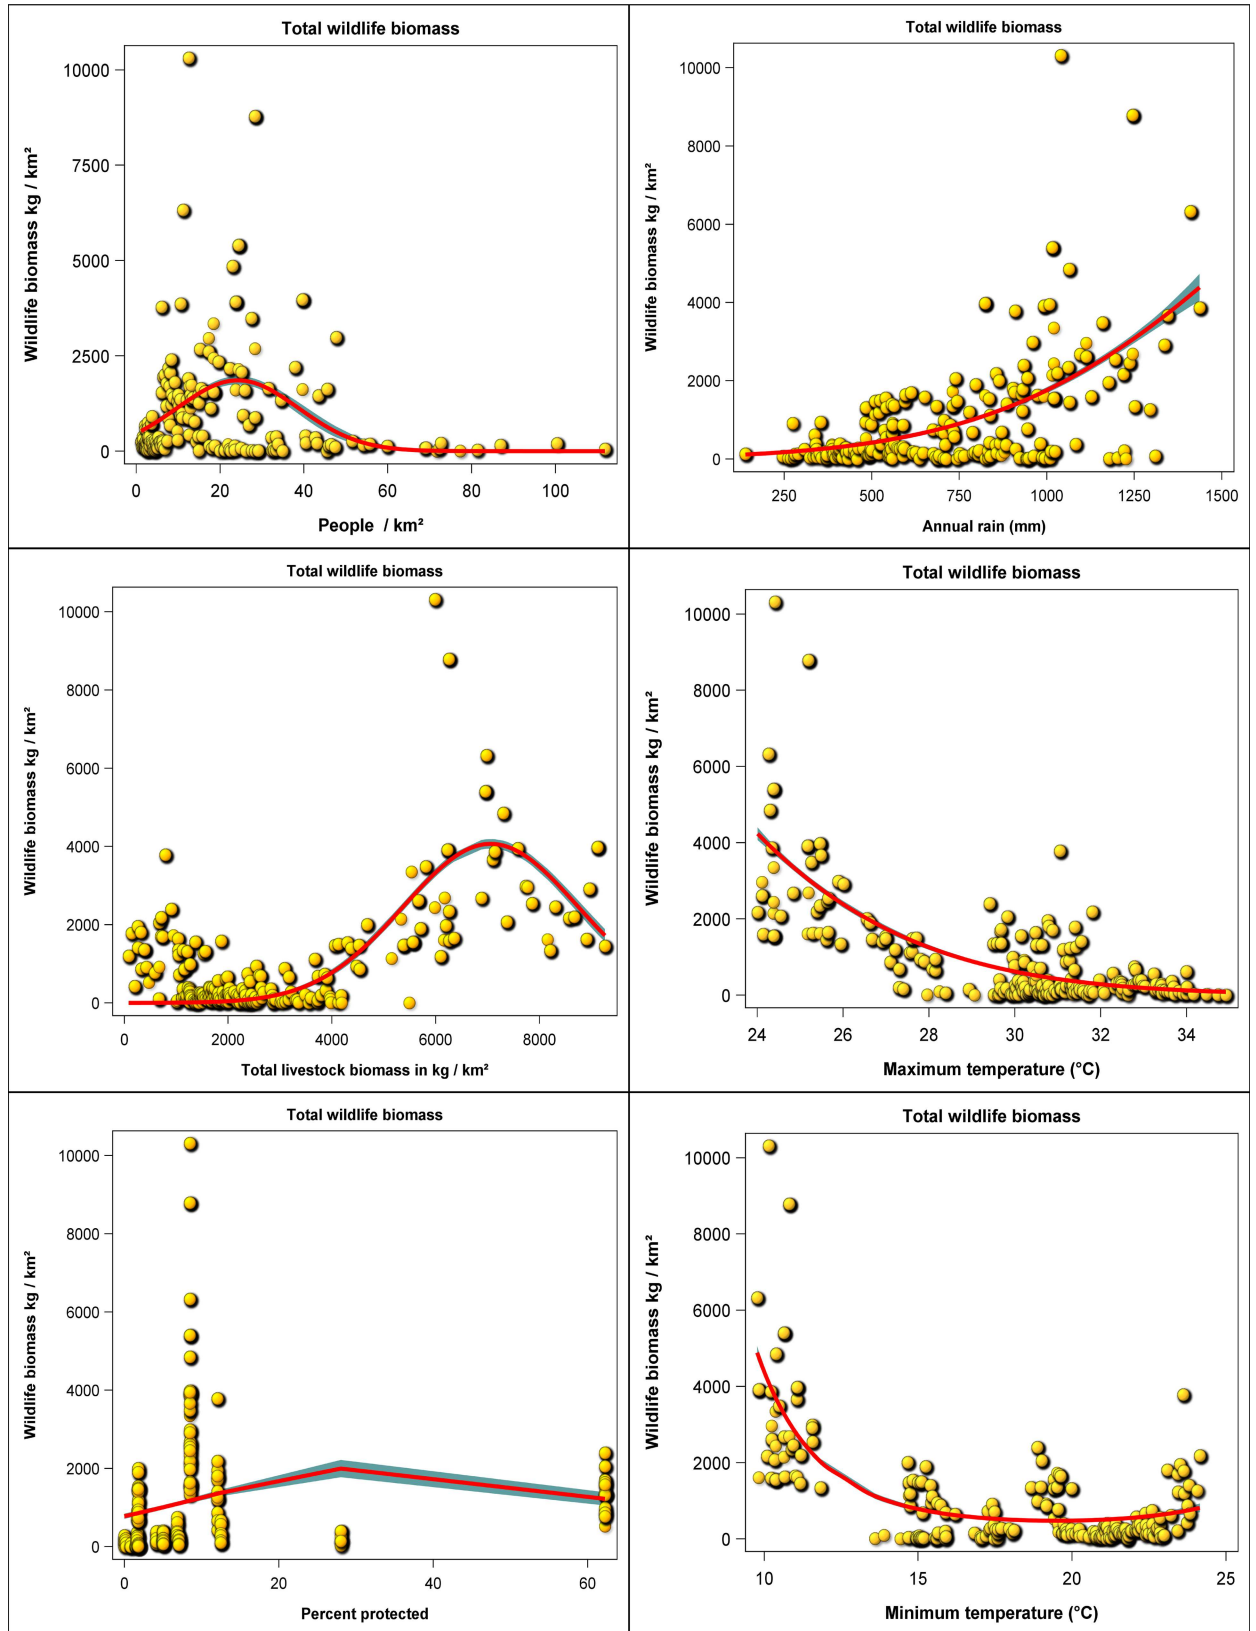 Total wildlife biomass
Wildlife biomass kg / km²
10000
7500
5000
2500
0
0 20 40 60 80 100
People / km²
Total wildlife biomass
Wildlife biomass kg / km²
10000
8000
6000
4000
2000
0
250 500 750 1000 1250 1500
Annual rain (mm)
Total wildlife biomass
Wildlife biomass kg / km²
10000
8000
6000
4000
2000
0
0 2000 4000 6000 8000
Total livestock biomass in kg / km²
Total wildlife biomass
Wildlife biomass kg / km²
10000
8000
6000
4000
2000
0
24 26 28 30 32 34
Maximum temperature (°C)
Total wildlife biomass
Wildlife biomass kg / km²
10000
8000
6000
4000
2000
0
0 20 40 60
Percent protected
Total wildlife biomass
Wildlife biomass kg / km²
10000
8000
6000
4000
2000
0
10 15 20 25
Minimum temperature (°C)